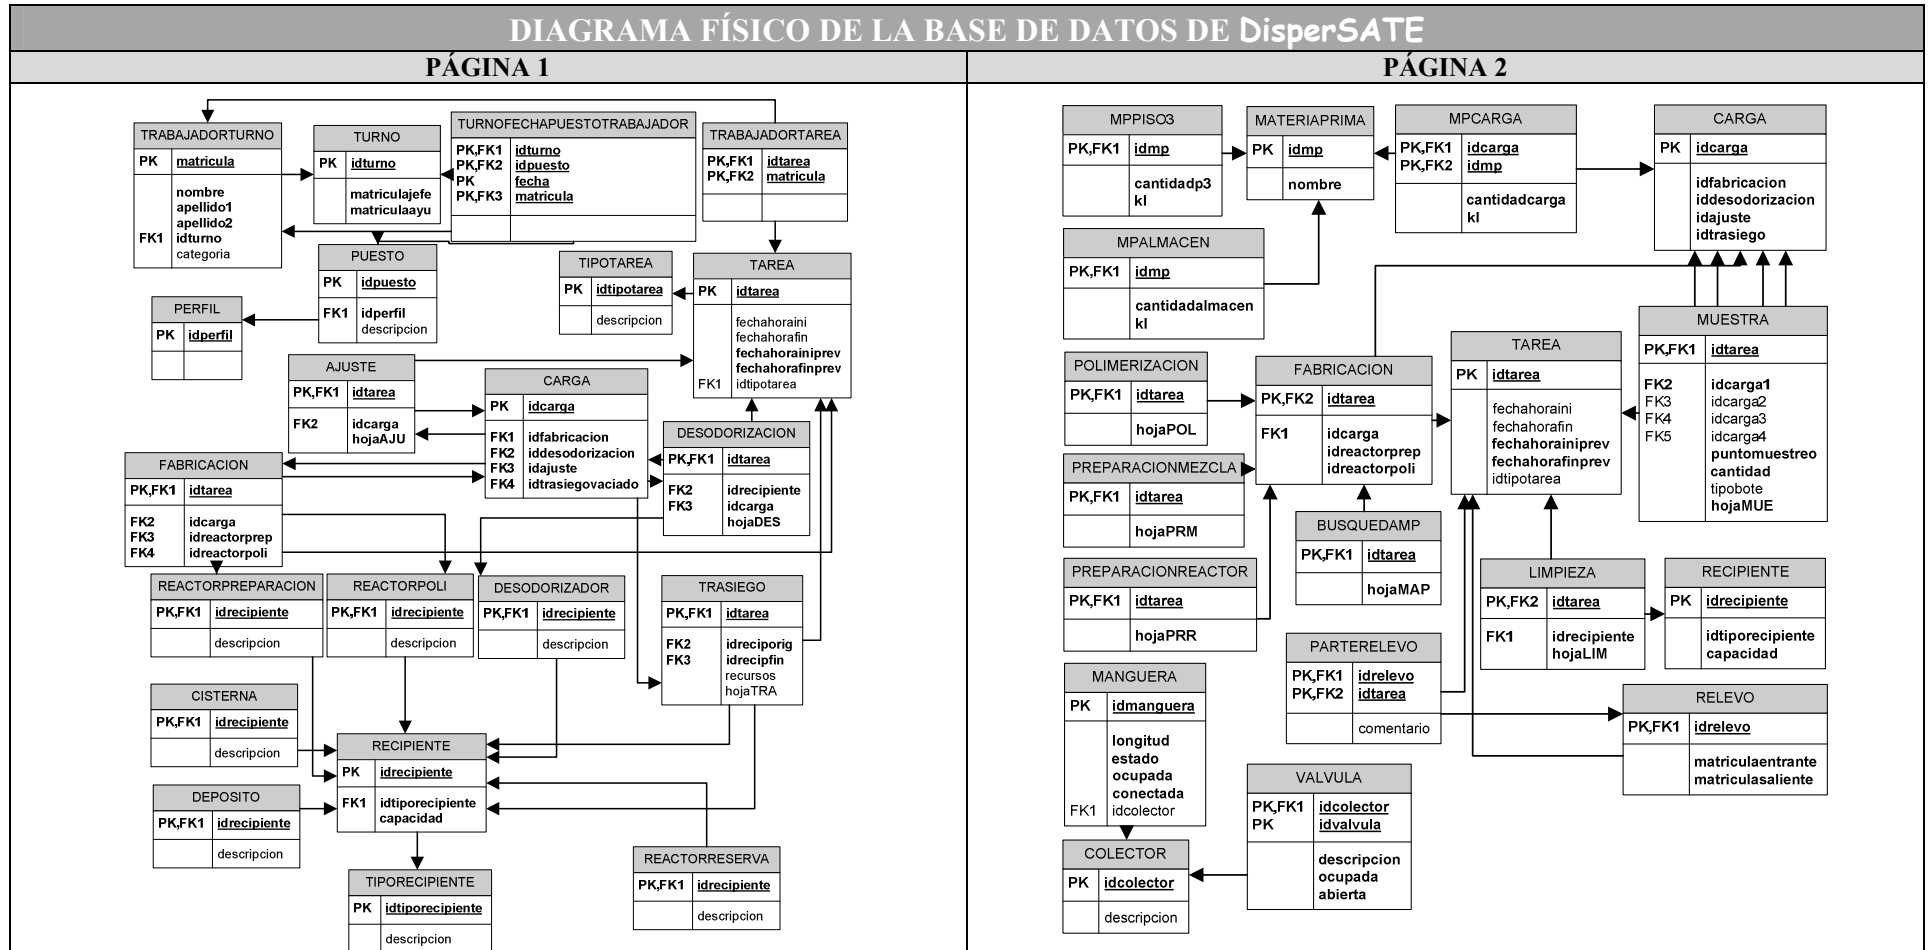 DIAGRAMA FÍSICO DE LA BASE DE DATOS DE DisperSATE
PÁGINA 1
TRABAJADORTURNO
PK matricula
nombre
apellido1
apellido2
FK1 idturno
categoria
TURNO
PK idturno
matriculajefe
matriculaayu
TURNOFECHAPUESTOTRABAJADOR
PK,FK1 idturno
PK,FK2 idpuesto
PK fecha
PK,FK3 matricula
TRABAJADORTAREA
PK,FK1 idtarea
PK,FK2 matricula
PUESTO
PK idpuesto
FK1 idperfil
descripcion
TIPOTAREA
PK idtipotarea
descripcion
TAREA
PK idtarea
fechahoraini
fechahorafin
fechahorainiprev
fechahorafinprev
FK1 idtipotarea
PERFIL
PK idperfil
AJUSTE
PK,FK1 idtarea
FK2 idcarga
hojaAJU
CARGA
PK idcarga
FK1 idfabricacion
FK2 iddesodorizacion
FK3 idajuste
FK4 idtrasiegovaciado
DESODORIZACION
PK,FK1 idtarea
FK2 idrecipiente
FK3 idcarga
hojaDES
FABRICACION
PK,FK1 idtarea
FK2 idcarga
FK3 idreactorprep
FK4 idreactorpoli
REACTORPREPARACION
PK,FK1 idrecipiente
descripcion
REACTORPOLI
PK,FK1 idrecipiente
descripcion
DESODORIZADOR
PK,FK1 idrecipiente
descripcion
TRASIEGO
PK,FK1 idtarea
FK2 idreciporig
FK3 idrecipfin
recursos
hojaTRA
CISTERNA
PK,FK1 idrecipiente
descripcion
RECIPIENTE
PK idrecipiente
FK1 idtiporecipiente
capacidad
DEPOSITO
PK,FK1 idrecipiente
descripcion
REACTORRESERVA
PK,FK1 idrecipiente
descripcion
TIPORECIPIENTE
PK idtiporecipiente
descripcion
PÁGINA 2
MPPISO3
PK,FK1 idmp
cantidadp3
kl
MATERIAPRIMA
PK idmp
nombre
MPCARGA
PK,FK1 idcarga
PK,FK2 idmp
cantidadcarga
kl
CARGA
PK idcarga
idfabricacion
iddesodorizacion
idajuste
idtrasiego
MPALMACEN
PK,FK1 idmp
cantidadalmacen
kl
MUESTRA
PK,FK1 idtarea
FK2 idcarga1
FK3 idcarga2
FK4 idcarga3
FK5 idcarga4
puntomuestreo
cantidad
tipobote
hojaMUE
POLIMERIZACION
PK,FK1 idtarea
hojaPOL
FABRICACION
PK,FK2 idtarea
FK1 idcarga
idreactorprep
idreactorpoli
TAREA
PK idtarea
fechahoraini
fechahorafin
fechahorainiprev
fechahorafinprev
idtipotarea
PREPARACIONMEZCLA
PK,FK1 idtarea
hojaPRM
BUSQUEDAMP
PK,FK1 idtarea
hojaMAP
PREPARACIONREACTOR
PK,FK1 idtarea
hojaPRR
LIMPIEZA
PK,FK2 idtarea
FK1 idrecipiente
hojaLIM
RECIPIENTE
PK idrecipiente
idtiporecipiente
capacidad
PARTERELEVO
PK,FK1 idrelevo
PK,FK2 idtarea
comentario
MANGUERA
PK idmanguera
longitud
estado
ocupada
conectada
FK1 idcolector
RELEVO
PK,FK1 idrelevo
matriculaentrante
matriculasaliente
VALVULA
PK,FK1 idcolector
PK idvalvula
descripcion
ocupada
abierta
COLECTOR
PK idcolector
descripcion